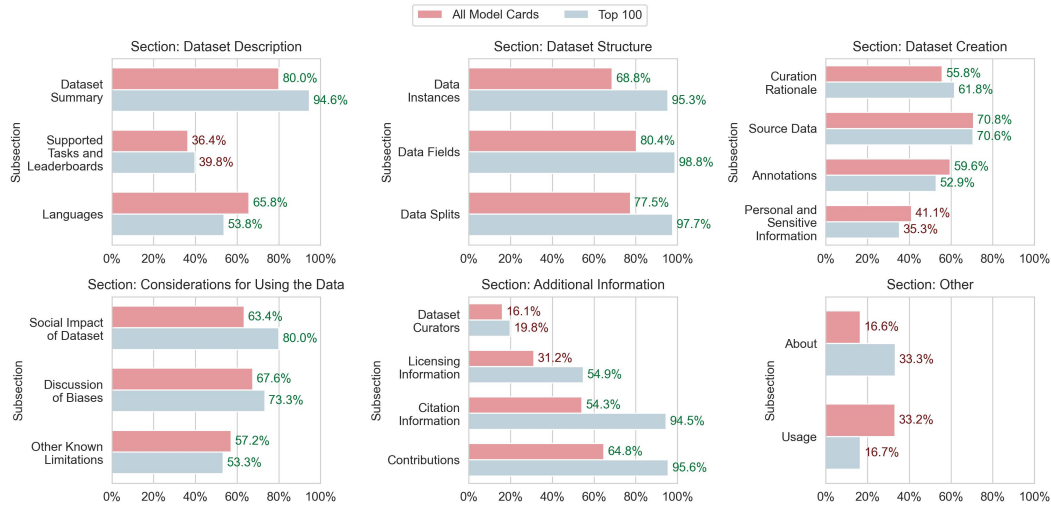 All Model Cards
Top 100
Section: Dataset Description
Subsection
Dataset
Summary
80.0%
94.6%
Supported
Tasks and
Leaderboards
36.4%
39.8%
Languages
65.8%
53.8%
0% 20% 40% 60% 80% 100%
Section: Dataset Structure
Subsection
Data
Instances
68.8%
95.3%
Data Fields
80.4%
98.8%
Data Splits
77.5%
97.7%
0% 20% 40% 60% 80% 100%
Section: Dataset Creation
Subsection
Curation
Rationale
55.8%
61.8%
Source Data
70.8%
70.6%
Annotations
59.6%
52.9%
Personal and
Sensitive
Information
41.1%
35.3%
0% 20% 40% 60% 80% 100%
Section: Considerations for Using the Data
Subsection
Social Impact
of Dataset
63.4%
80.0%
Discussion
of Biases
67.6%
73.3%
Other Known
Limitations
57.2%
53.3%
0% 20% 40% 60% 80% 100%
Section: Additional Information
Subsection
Dataset
Curators
16.1%
19.8%
Licensing
Information
31.2%
54.9%
Citation
Information
54.3%
94.5%
Contributions
64.8%
95.6%
0% 20% 40% 60% 80% 100%
Section: Other
Subsection
About
16.6%
33.3%
Usage
33.2%
16.7%
0% 20% 40% 60% 80% 100%